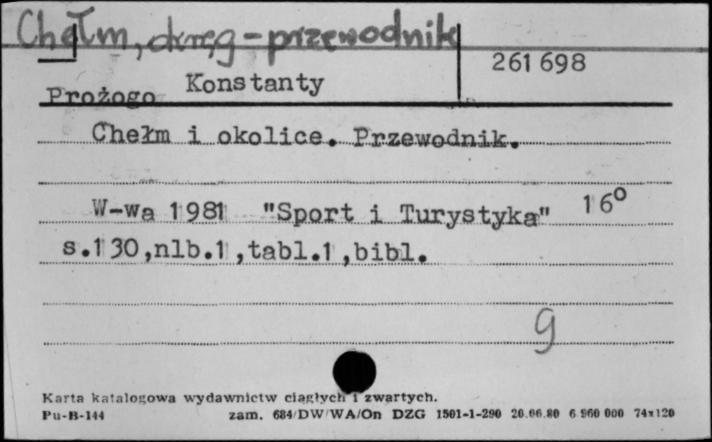 Chełm, okręg - przewodnik
261 698
Prożogo Konstanty
Chełm i okolice. Przewodnik.
W-wa 1981 "Sport i Turystyka" 16°
s.130,nlb.1,tabl.1,bibl.
g
Karta katalogowa wydawnictw ciągłych i zwartych.
Pu-B-144 zam. 684/DW/WA/On DZG 1501-1-290 20.06.80 6 960 000 74x120